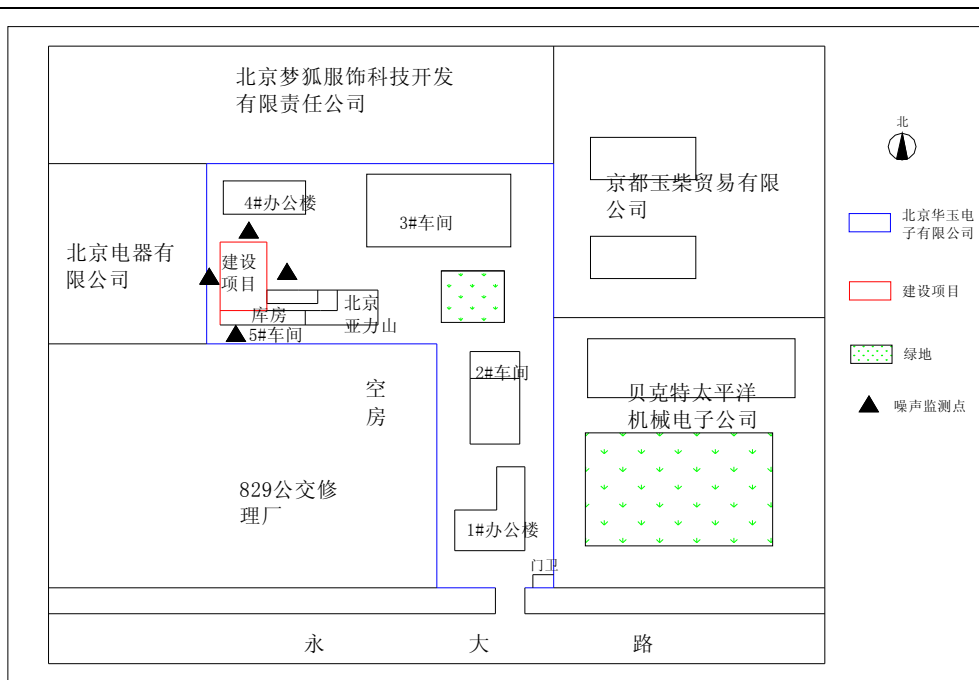 北京梦狐服饰科技开发
有限责任公司
北
京都玉柴贸易有限
公司
4#办公楼
3#车间
北京华玉电
子有限公司
北京电器有
限公司
建设
项目
建设项目
库房
北京
亚力山
5#车间
绿地
2#车间
空
房
贝克特太平洋
机械电子公司
噪声监测点
829公交修
理厂
1#办公楼
门卫
永 大 路